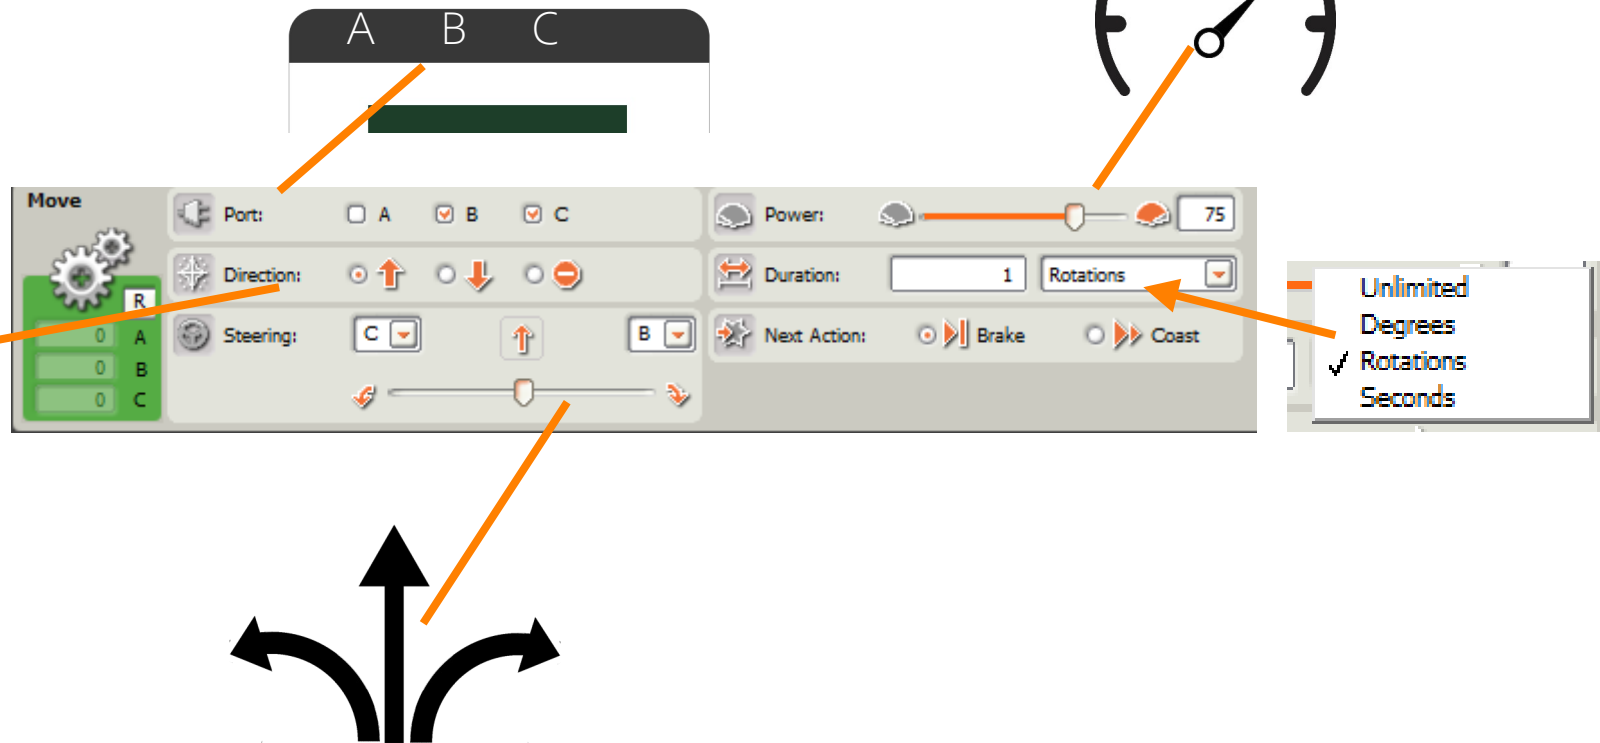 A B C
Move
Port: A B C
Power: 75
Direction:
Duration: 1 Rotations
R
0 A
0 B
0 C
Steering: C B
Next Action: Brake Coast
Unlimited
Degrees
Rotations
Seconds